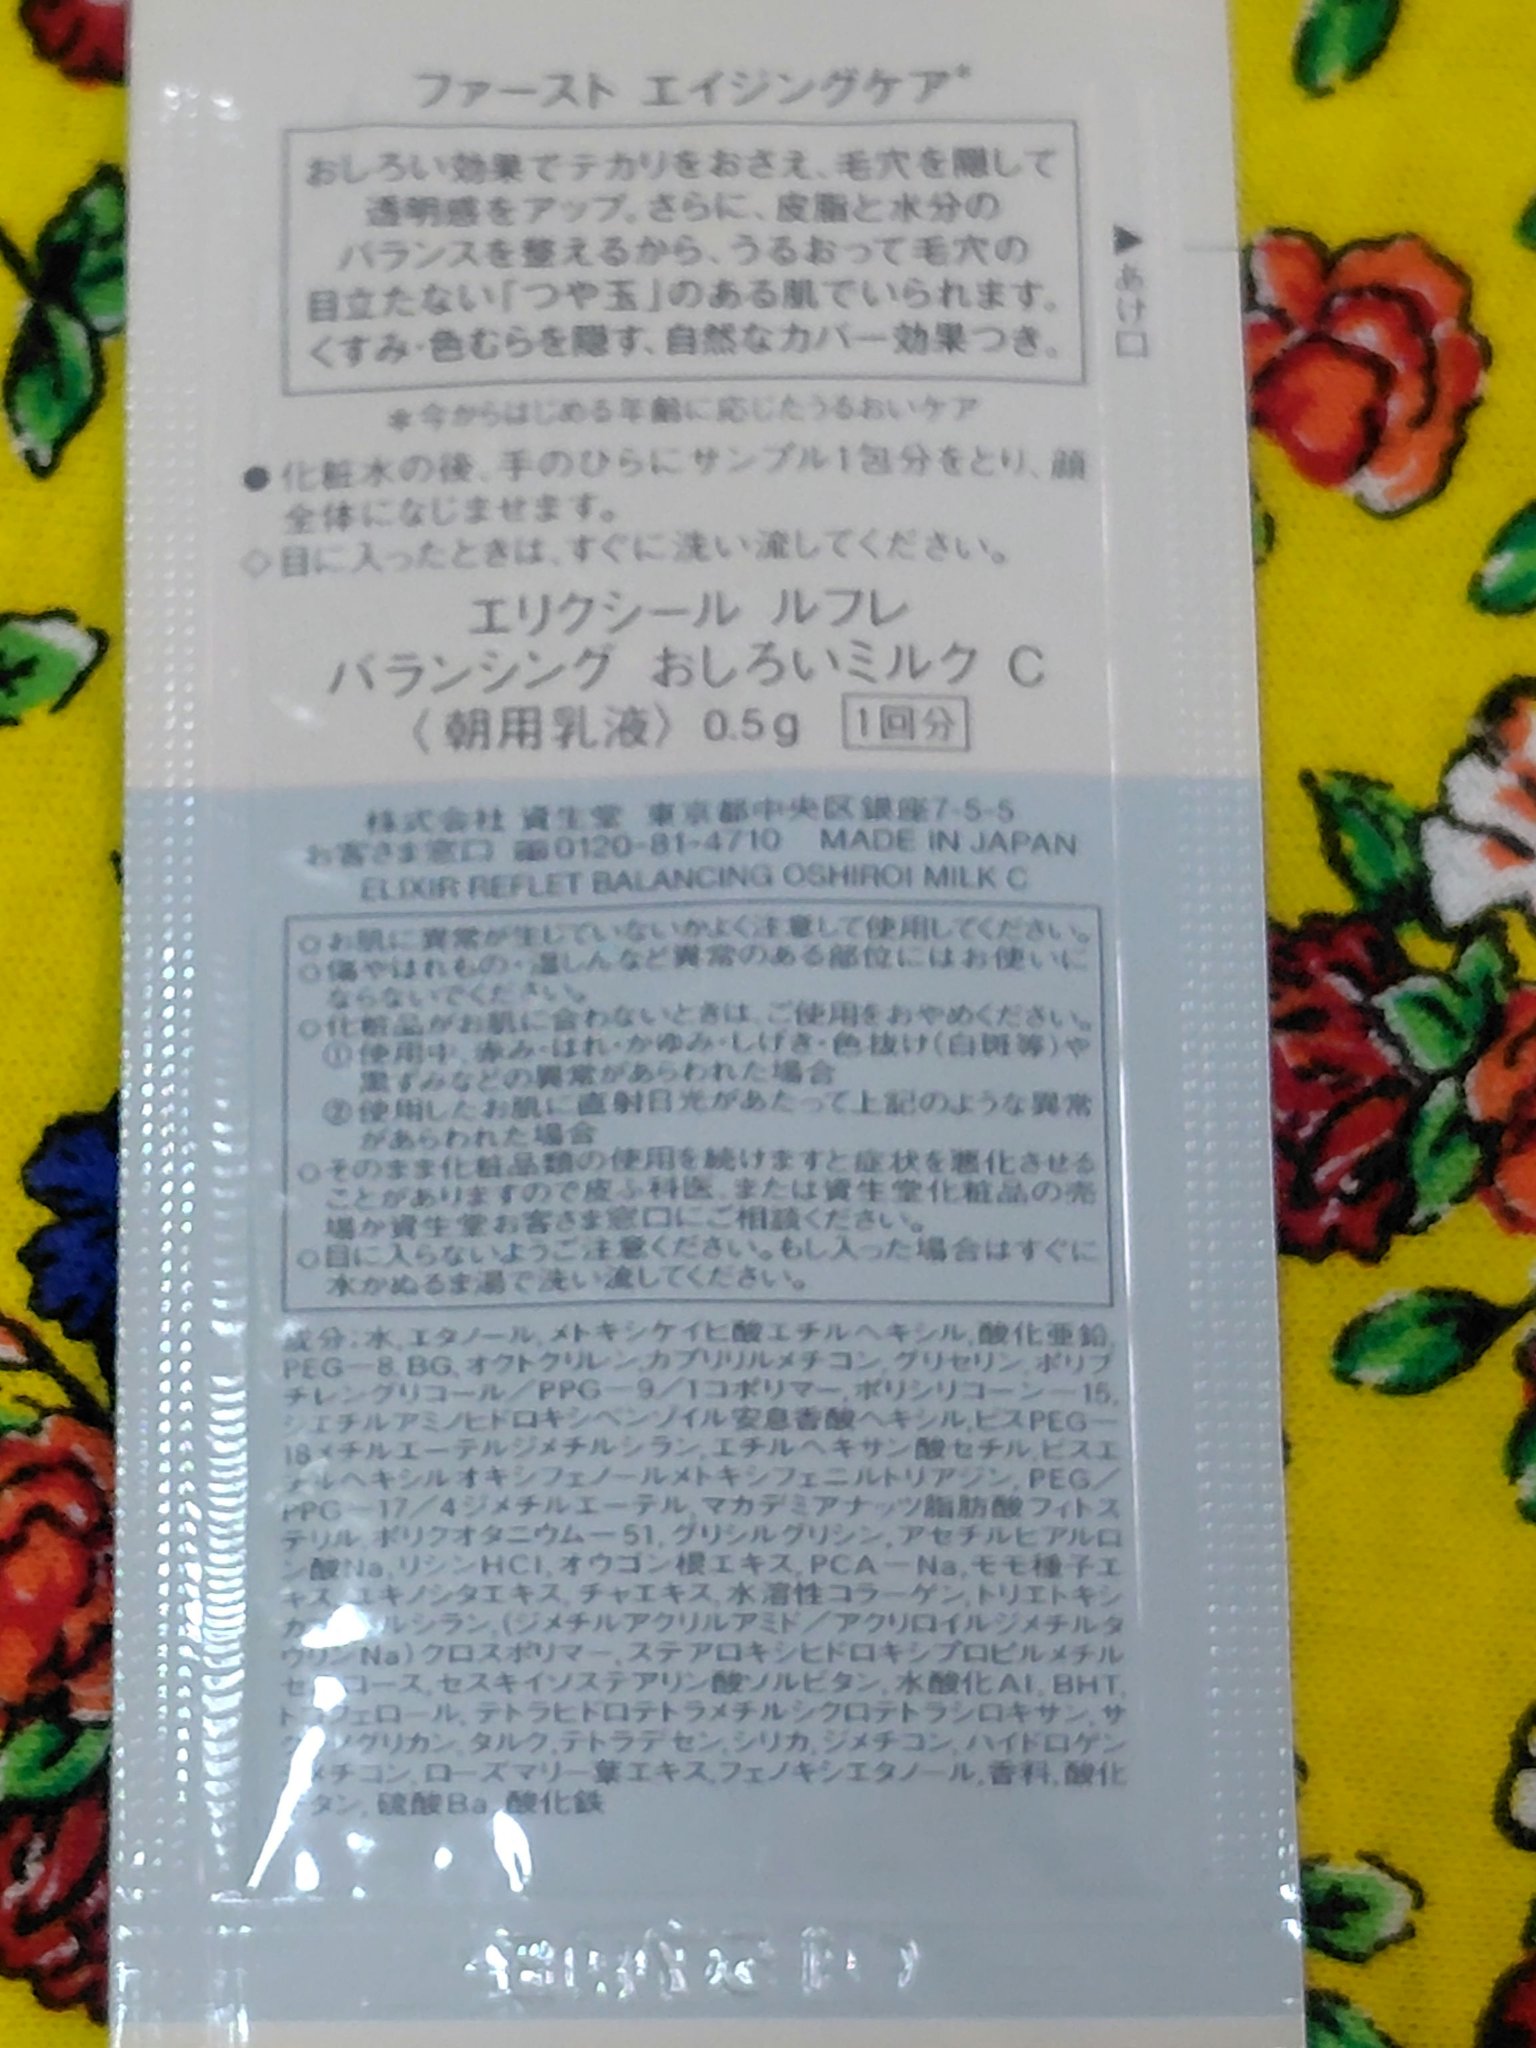 ファースト エイジングケア*
おしろい効果でテカリをおさえ、毛穴を隠して
透明感をアップ。さらに、皮脂と水分の
バランスを整えるから、うるおって毛穴の
目立たない「つや玉」のある肌でいられます。
くすみ・色むらを隠す、自然なカバー効果つき。
*今からはじめる年齢に応じたうるおいケア
●化粧水の後、手のひらにサンプル1包分をとり、顔
全体になじませます。
◇目に入ったときは、すぐに洗い流してください。
エリクシール ルフレ
バランシング おしろいミルク C
〈朝用乳液〉 0.5g 1回分
▶あけ口
株式会社 資生堂 東京都中央区銀座7-5-5
お客さま窓口 0120-81-4710 MADE IN JAPAN
ELIXIR REFLET BALANCING OSHIROI MILK C
○お肌に異常が生じていないかよく注意して使用してください。
○傷やはれもの・湿しんなど異常のある部位にはお使いに
ならないでください。
○化粧品がお肌に合わないときは、ご使用をおやめください。
①使用中、赤み・はれ・かゆみ・しげき・色抜け(白斑等)や
黒ずみなどの異常があらわれた場合
②使用したお肌に直射日光があたって上記のような異常
があらわれた場合
○そのまま化粧品類の使用を続けますと症状を悪化させる
ことがありますので皮ふ科医、または資生堂化粧品の売
場か資生堂お客さま窓口にご相談ください。
○目に入らないようご注意ください。もし入った場合はすぐに
水かぬるま湯で洗い流してください。
成分:水,エタノール,メトキシケイヒ酸エチルヘキシル,酸化亜鉛,
PEG－8,BG,オクトクリレン,カプリリルメチコン,グリセリン,ポリブ
チレングリコール／PPG－9／1コポリマー,ポリシリコーン－15,
ジエチルアミノヒドロキシベンゾイル安息香酸ヘキシル,ビスPEG－
18メチルエーテルジメチルシラン,エチルヘキサン酸セチル,ビスエ
チルヘキシルオキシフェノールメトキシフェニルトリアジン,PEG／
PPG－17／4ジメチルエーテル,マカデミアナッツ脂肪酸フィトス
テリル,ポリクオタニウム－51,グリシルグリシン,アセチルヒアルロ
ン酸Na,リシンHCl,オウゴン根エキス,PCA－Na,モモ種子エ
キス,ユキノシタエキス,チャエキス,水溶性コラーゲン,トリエトキシ
ルシラン,(ジメチルアクリルアミド／アクリロイルジメチルタ
ウリンNa)クロスポリマー,ステアロキシヒドロキシプロピルメチル
セルロース,セスキイソステアリン酸ソルビタン,水酸化Al,BHT,
トコフェロール,テトラヒドロテトラメチルシクロテトラシロキサン,サ
グリカン,タルク,テトラデセン,シリカ,ジメチコン,ハイドロゲン
メチコン,ローズマリー葉エキス,フェノキシエタノール,香料,酸化
チタン,硫酸Ba,酸化鉄